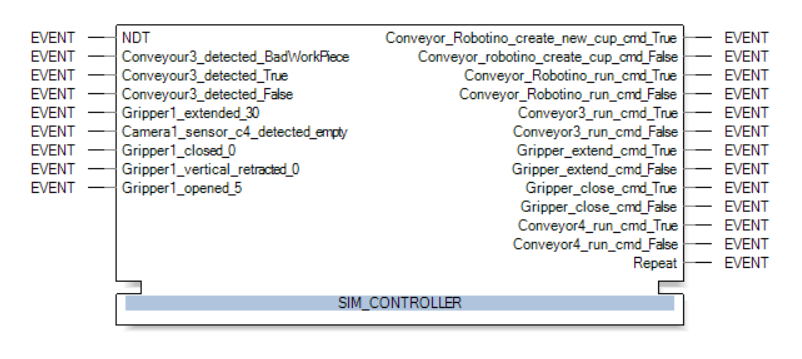 EVENT NDT Conveyor_Robotino_create_new_cup_cmd_True EVENT
EVENT Conveyour3_detected_BadWorkPiece Conveyor_robotino_create_cup_cmd_False EVENT
EVENT Conveyour3_detected_True Conveyor_Robotino_run_cmd_True EVENT
EVENT Conveyour3_detected_False Conveyor_Robotino_run_cmd_False EVENT
EVENT Gripper1_extended_30 Conveyor3_run_cmd_True EVENT
EVENT Camera1_sensor_c4_detected_empty Conveyor3_run_cmd_False EVENT
EVENT Gripper1_closed_0 Gripper_extend_cmd_True EVENT
EVENT Gripper1_vertical_retracted_0 Gripper_extend_cmd_False EVENT
EVENT Gripper1_opened_5 Gripper_close_cmd_True EVENT
Gripper_close_cmd_False EVENT
Conveyor4_run_cmd_True EVENT
Conveyor4_run_cmd_False EVENT
Repeat EVENT
SIM_CONTROLLER